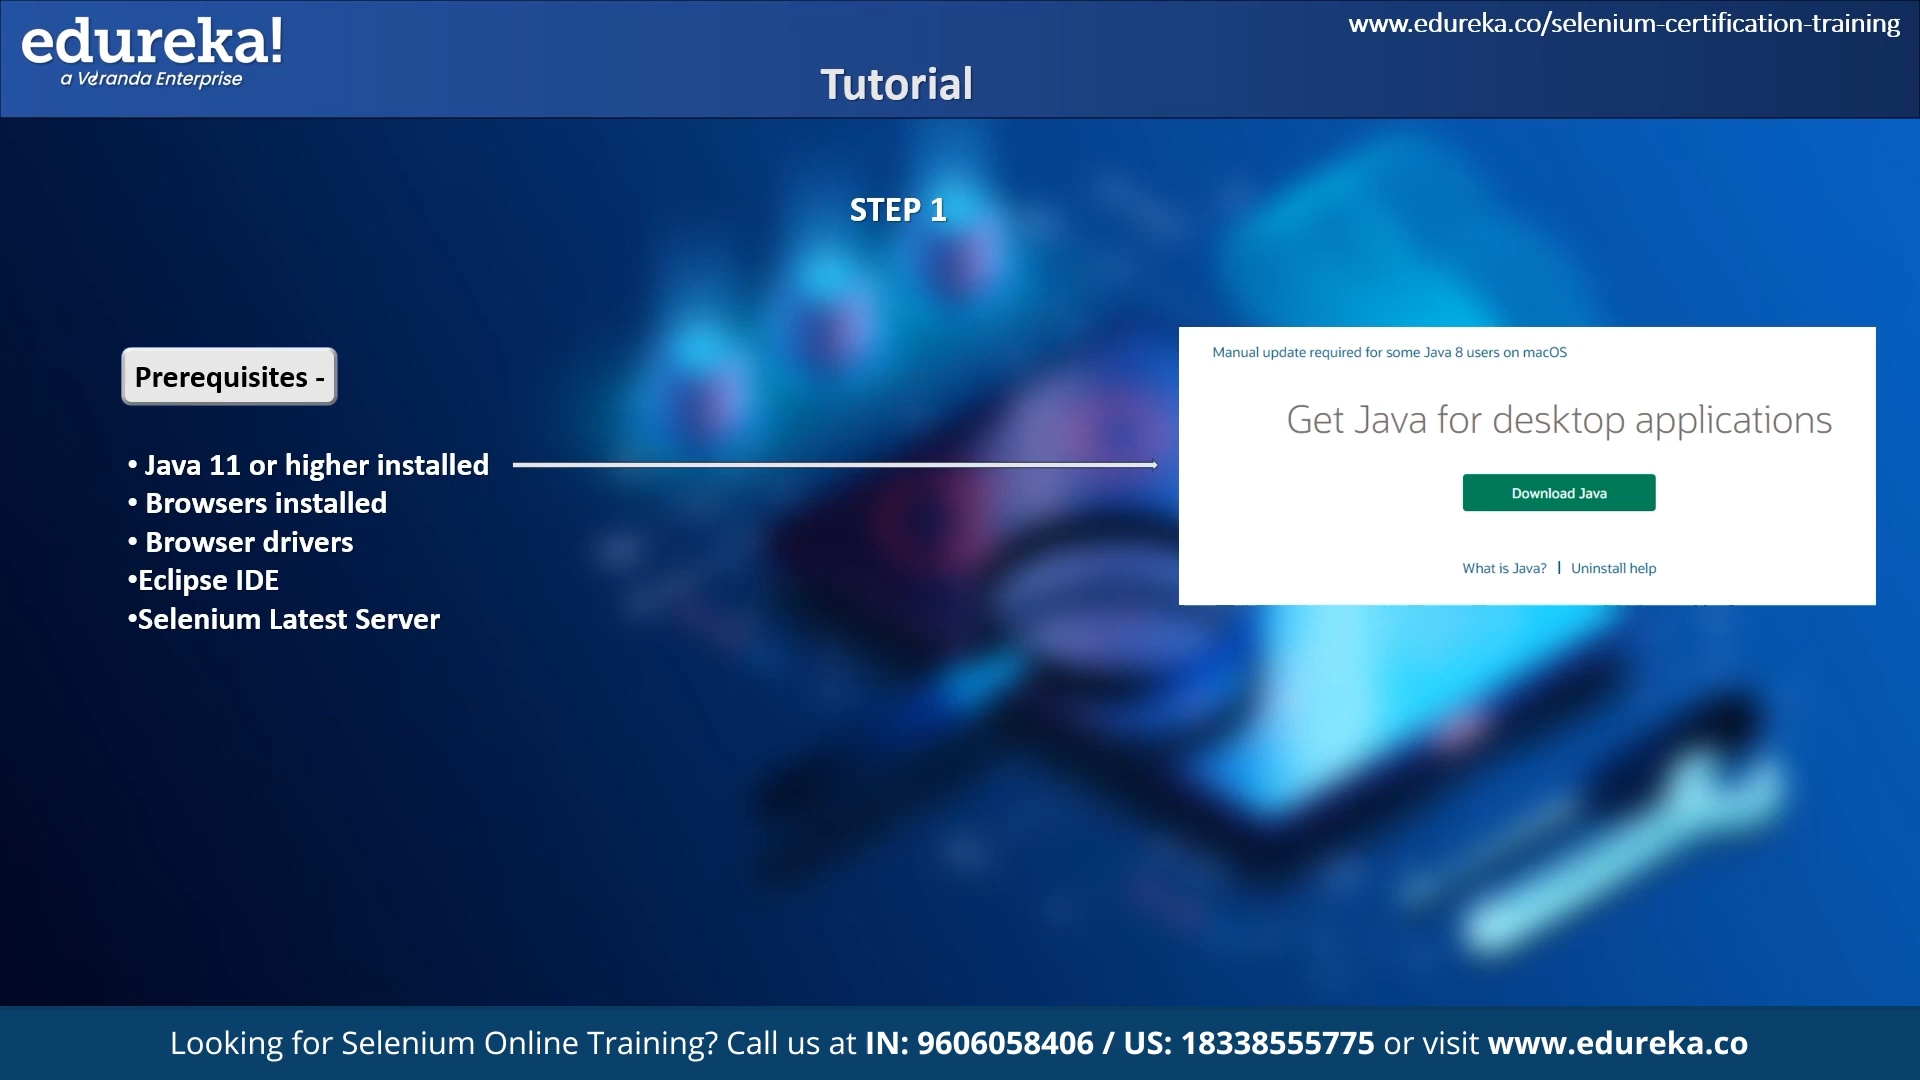 edureka!
a Veranda Enterprise
www.edureka.co/selenium-certification-training
Tutorial
STEP 1
Prerequisites -
• Java 11 or higher installed
• Browsers installed
• Browser drivers
•Eclipse IDE
•Selenium Latest Server
Manual update required for some Java 8 users on macOS
Get Java for desktop applications
Download Java
What is Java? | Uninstall help
Looking for Selenium Online Training? Call us at IN: 9606058406 / US: 18338555775 or visit www.edureka.co